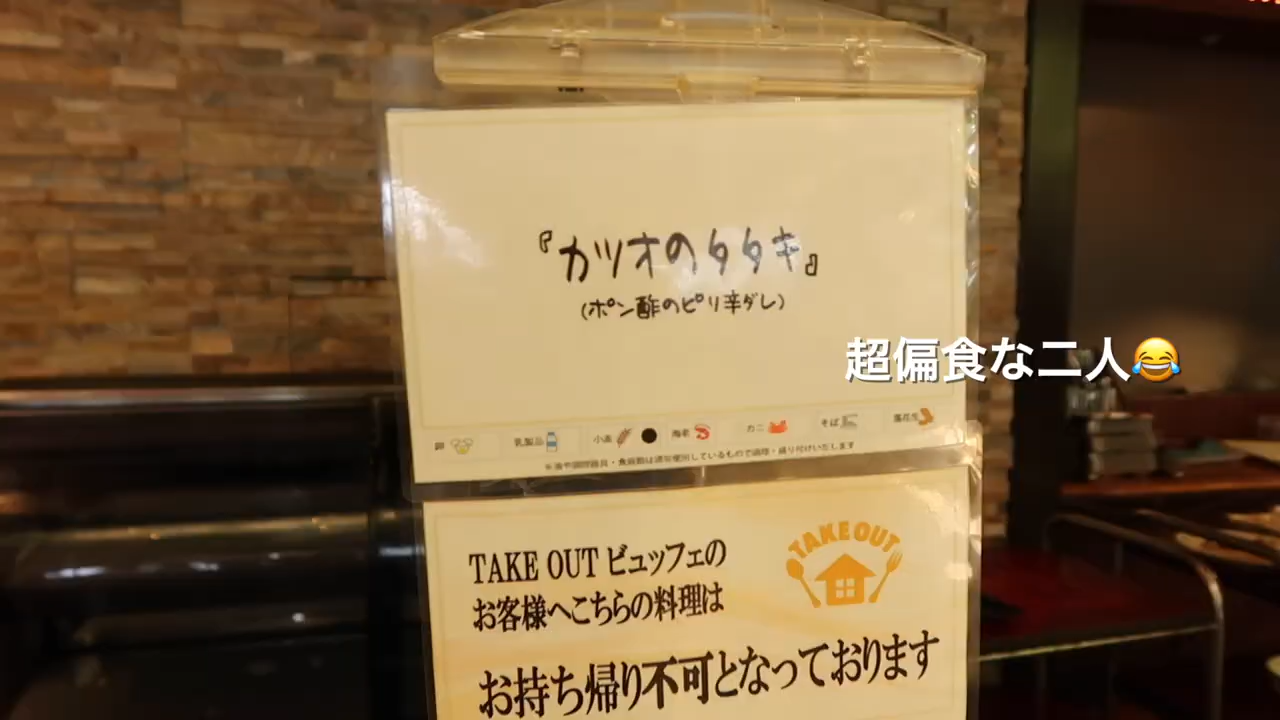 『カツオのタタキ』
(ポン酢のピリ辛ダレ)
超偏食な二人😂
卵 乳製品 小麦 海老 カニ そば 落花生
TAKE OUT ビュッフェの
お客様へこちらの料理は
お持ち帰り不可となっております
TAKE OUT